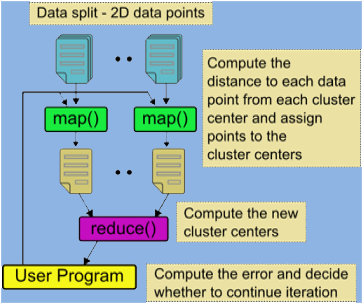 Data split - 2D data points
Compute the
distance to each data
point from each cluster
center and assign
points to the
cluster centers
map()
map()
reduce()
Compute the new
cluster centers
User Program
Compute the error and decide
whether to continue iteration